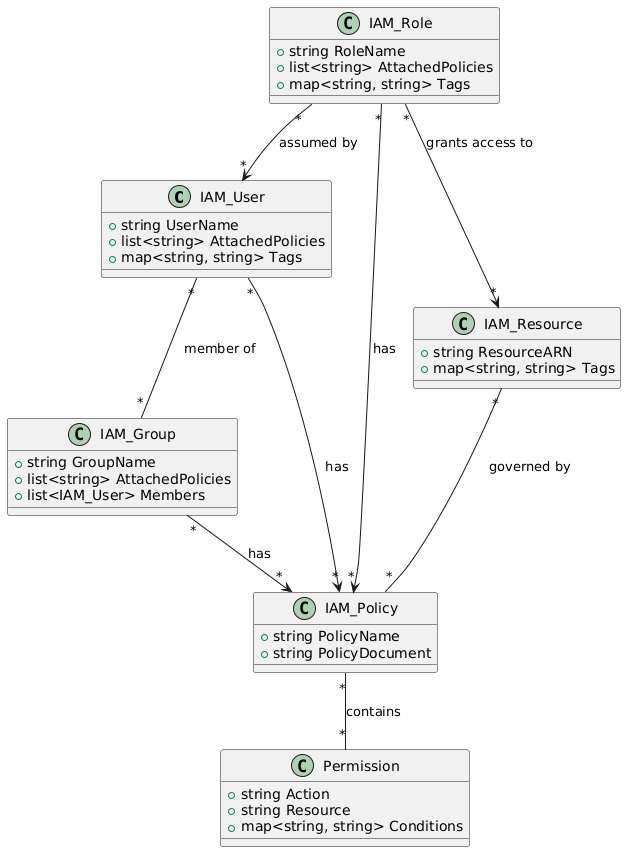 C IAM_Role
string RoleName
list<string> AttachedPolicies
map<string, string> Tags
* * *
assumed by
grants access to
*
C IAM_User
string UserName
list<string> AttachedPolicies
map<string, string> Tags
* *
*
C IAM_Resource
string ResourceARN
map<string, string> Tags
*
member of
has
*
C IAM_Group
string GroupName
list<string> AttachedPolicies
list<IAM_User> Members
*
has
governed by
has
* * * *
C IAM_Policy
string PolicyName
string PolicyDocument
*
contains
*
C Permission
string Action
string Resource
map<string, string> Conditions